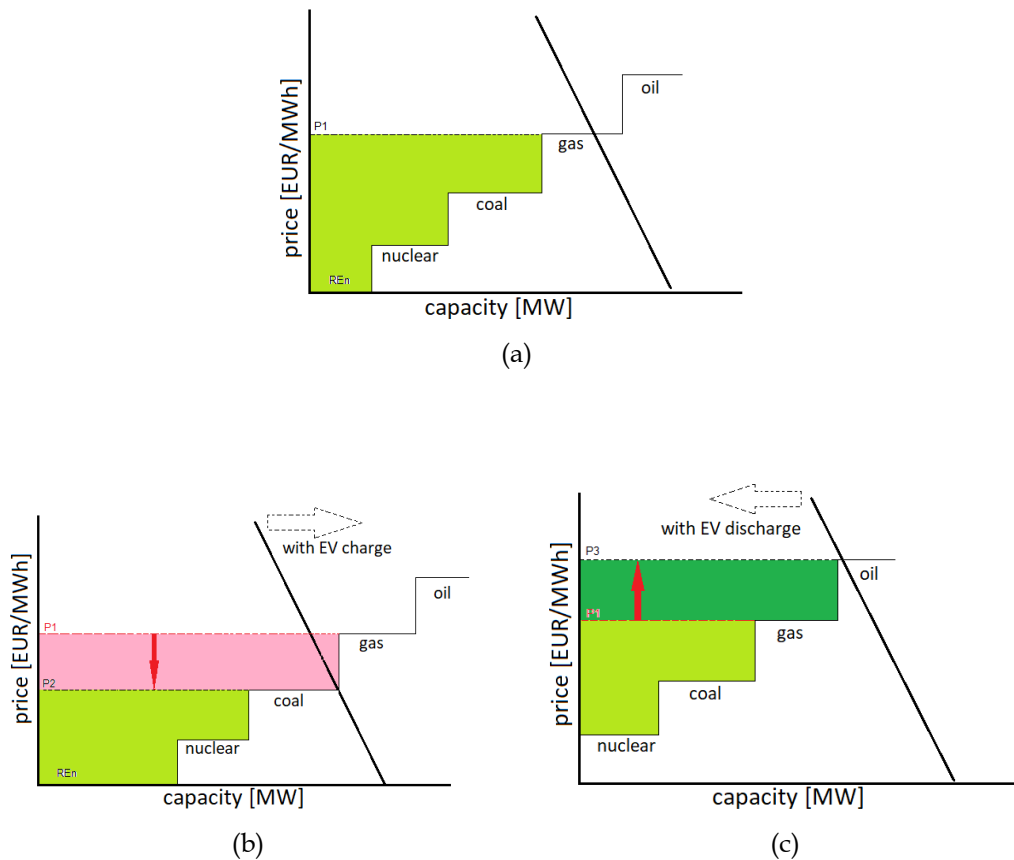 price [EUR/MWh]
P1
oil
gas
coal
nuclear
REn
capacity [MW]
(a)
with EV charge
price [EUR/MWh]
P1
oil
gas
P2
coal
nuclear
REn
capacity [MW]
(b)
with EV discharge
price [EUR/MWh]
P3
oil
gas
coal
nuclear
capacity [MW]
(c)